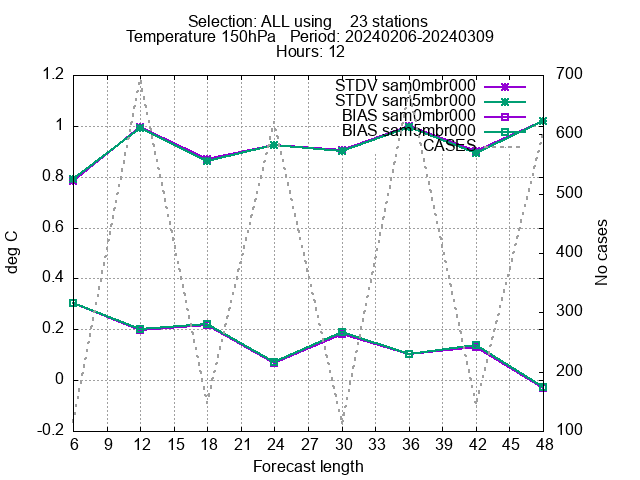 Selection: ALL using    23 stations
Temperature 150hPa   Period: 20240206-20240309
Hours: 12
STDV sam0mbr000
STDV sam5mbr000
BIAS sam0mbr000
BIAS sam5mbr000
CASES
1.2
1
0.8
0.6
0.4
0.2
0
-0.2
deg C
700
600
500
400
300
200
100
No cases
6 12 15 18 21 24 27 30 33 36 39 42 45 48
Forecast length